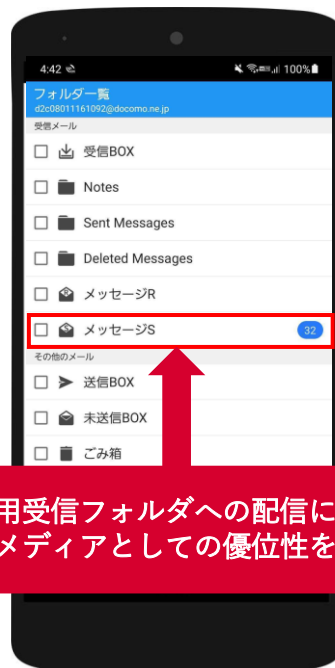 4:42 100%
フォルダ一覧
d2c08011161092@docomo.ne.jp
受信メール
受信BOX
Notes
Sent Messages
Deleted Messages
メッセージR
メッセージS 32
その他のメール
送信BOX
未送信BOX
ごみ箱
用受信フォルダへの配信に
メディアとしての優位性を